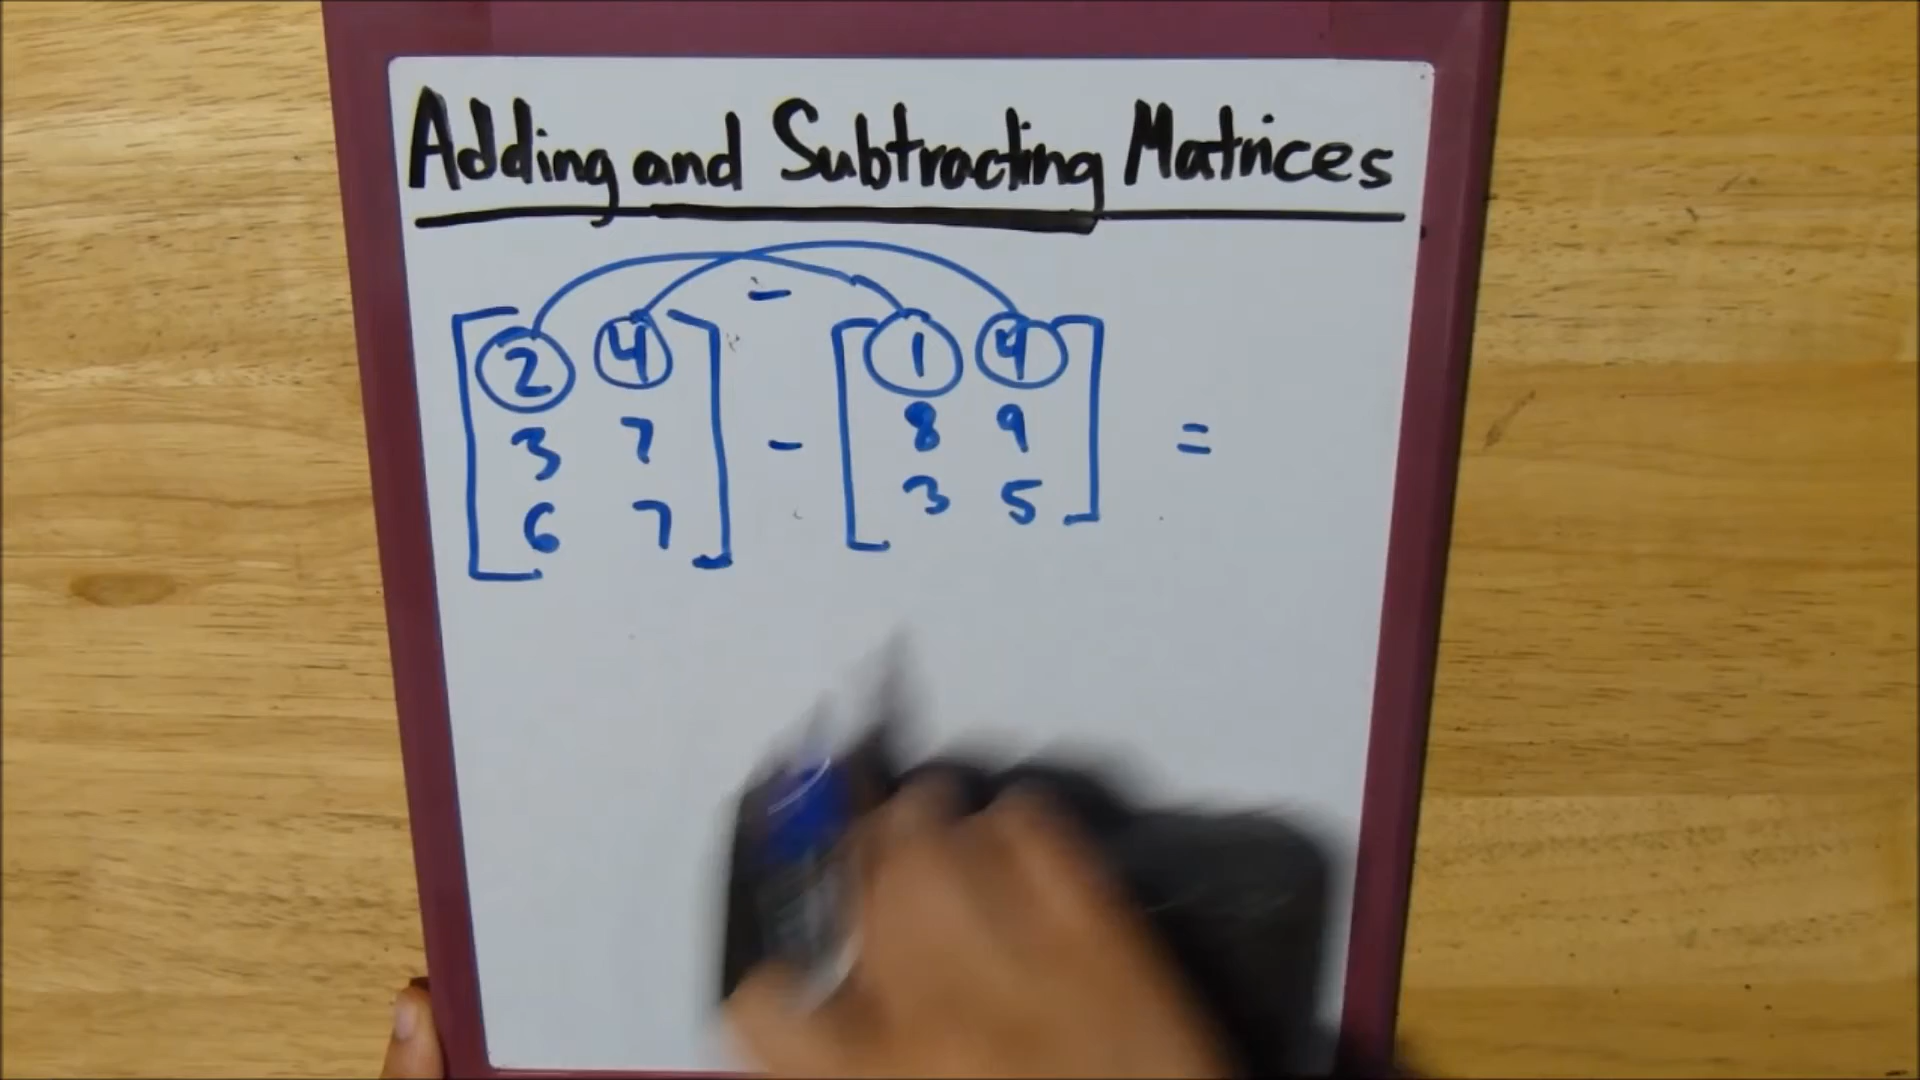 Adding and Subtracting Matrices
-
[2 4] - [1 4] =
[3 7] [8 9]
[6 7] [3 5]